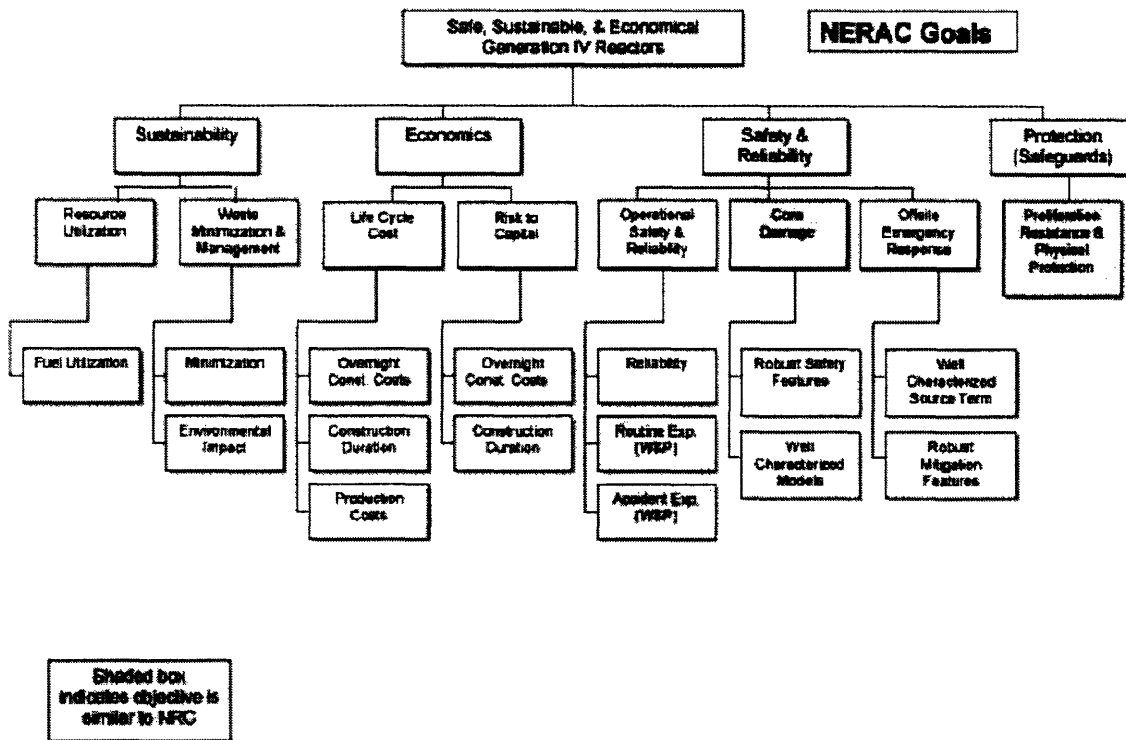 Safe, Sustainable, & Economical
Generation IV Reactors
NERAC Goals
Sustainability
Economics
Safety &
Reliability
Protection
(Safeguards)
Resource
Utilization
Waste
Minimization &
Management
Life Cycle
Cost
Risk to
Capital
Operational
Safety &
Reliability
Core
Damage
Offsite
Emergency
Response
Proliferation
Resistance &
Physical
Protection
Fuel Utilization
Minimization
Environmental
Impact
Overnight
Const. Costs
Construction
Duration
Production
Costs
Overnight
Const. Costs
Construction
Duration
Reliability
Routine Exp.
(W&P)
Accident Exp.
(W&P)
Robust Safety
Features
Well
Characterized
Models
Well
Characterized
Source Term
Robust
Mitigation
Features
Shaded box
indicates objective is
similar to NRC